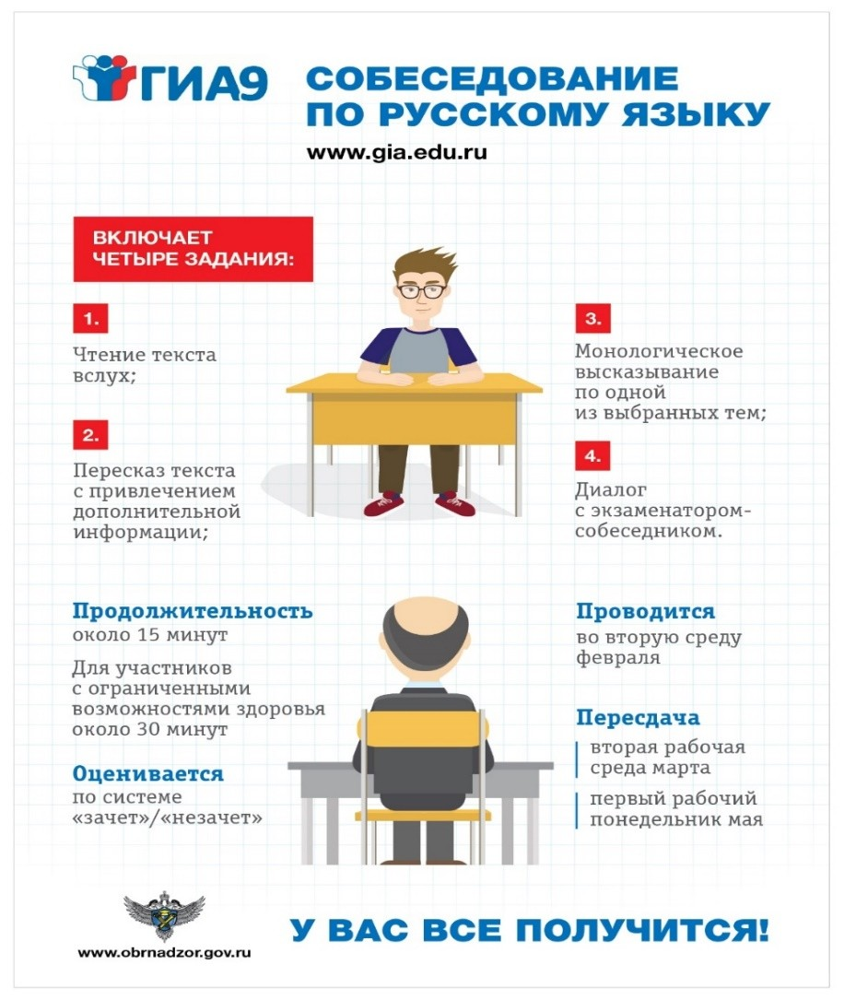 ГИА9
СОБЕСЕДОВАНИЕ
ПО РУССКОМУ ЯЗЫКУ
www.gia.edu.ru
ВКЛЮЧАЕТ
ЧЕТЫРЕ ЗАДАНИЯ:
1.
Чтение текста
вслух;
2.
Пересказ текста
с привлечением
дополнительной
информации;
3.
Монологическое
высказывание
по одной
из выбранных тем;
4.
Диалог
с экзаменатором-
собеседником.
Продолжительность
около 15 минут
Для участников
с ограниченными
возможностями здоровья
около 30 минут
Оценивается
по системе
«зачет»/«незачет»
Проводится
во вторую среду
февраля
Пересдача
вторая рабочая
среда марта
первый рабочий
понедельник мая
www.obrnadzor.gov.ru
У ВАС ВСЕ ПОЛУЧИТСЯ!